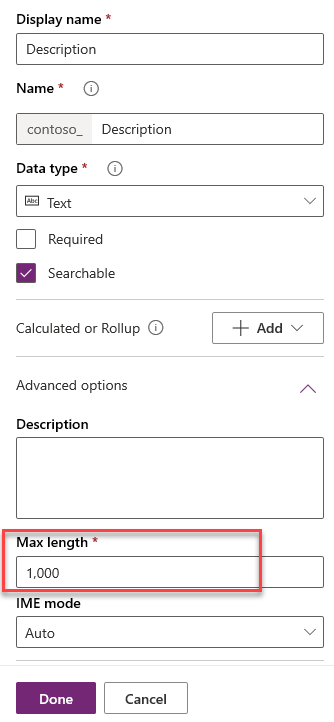 Display name *
Description
Name *
contoso_ Description
Data type *
Abc Text
Required
Searchable
Calculated or Rollup
Add
Advanced options
Description
Max length *
1,000
IME mode
Auto
Done Cancel